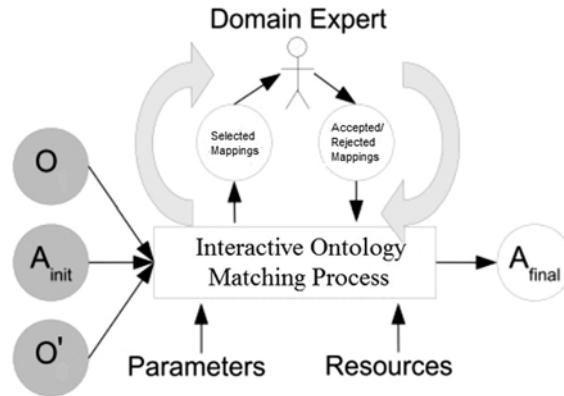 Domain Expert
Selected
Mappings
Accepted/
Rejected Mappings
O
A init
O'
Interactive Ontology
Matching Process
A final
Parameters
Resources